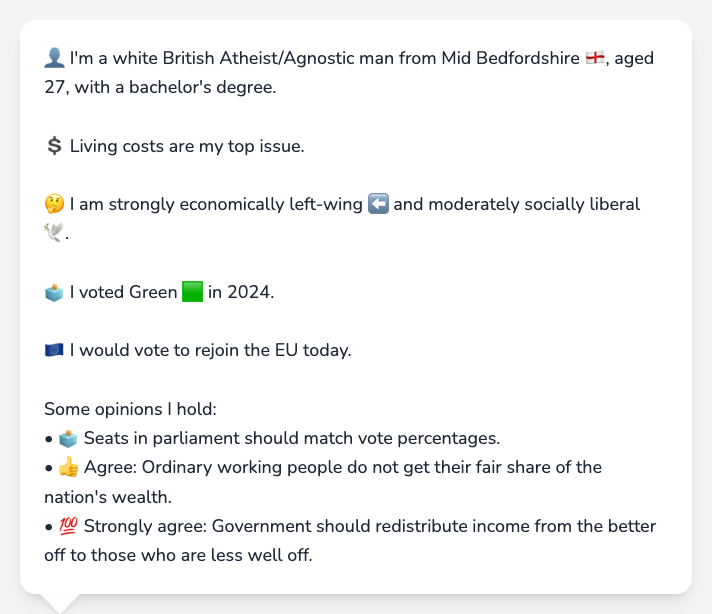 👤 I'm a white British Atheist/Agnostic man from Mid Bedfordshire 🏴󠁧󠁢󠁥󠁮󠁧󠁿, aged
27, with a bachelor's degree.
💲 Living costs are my top issue.
🤔 I am strongly economically left-wing ⬅️ and moderately socially liberal
🕊️.
🗳️ I voted Green 🟩 in 2024.
🇪🇺 I would vote to rejoin the EU today.
Some opinions I hold:
• 🗳️ Seats in parliament should match vote percentages.
• 👍 Agree: Ordinary working people do not get their fair share of the
nation's wealth.
• 💯 Strongly agree: Government should redistribute income from the better
off to those who are less well off.